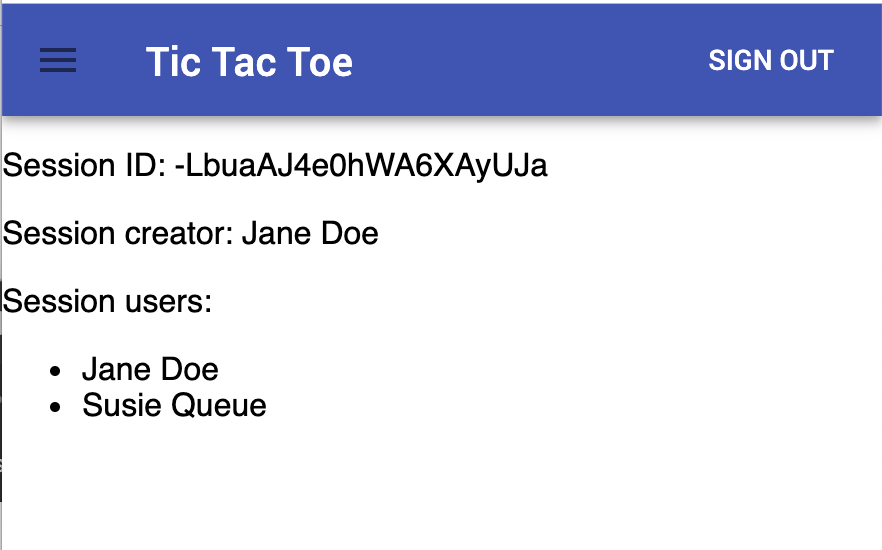 Tic Tac Toe SIGN OUT
Session ID: -LbuaAJ4e0hWA6XAyUJa
Session creator: Jane Doe
Session users:
• Jane Doe
• Susie Queue